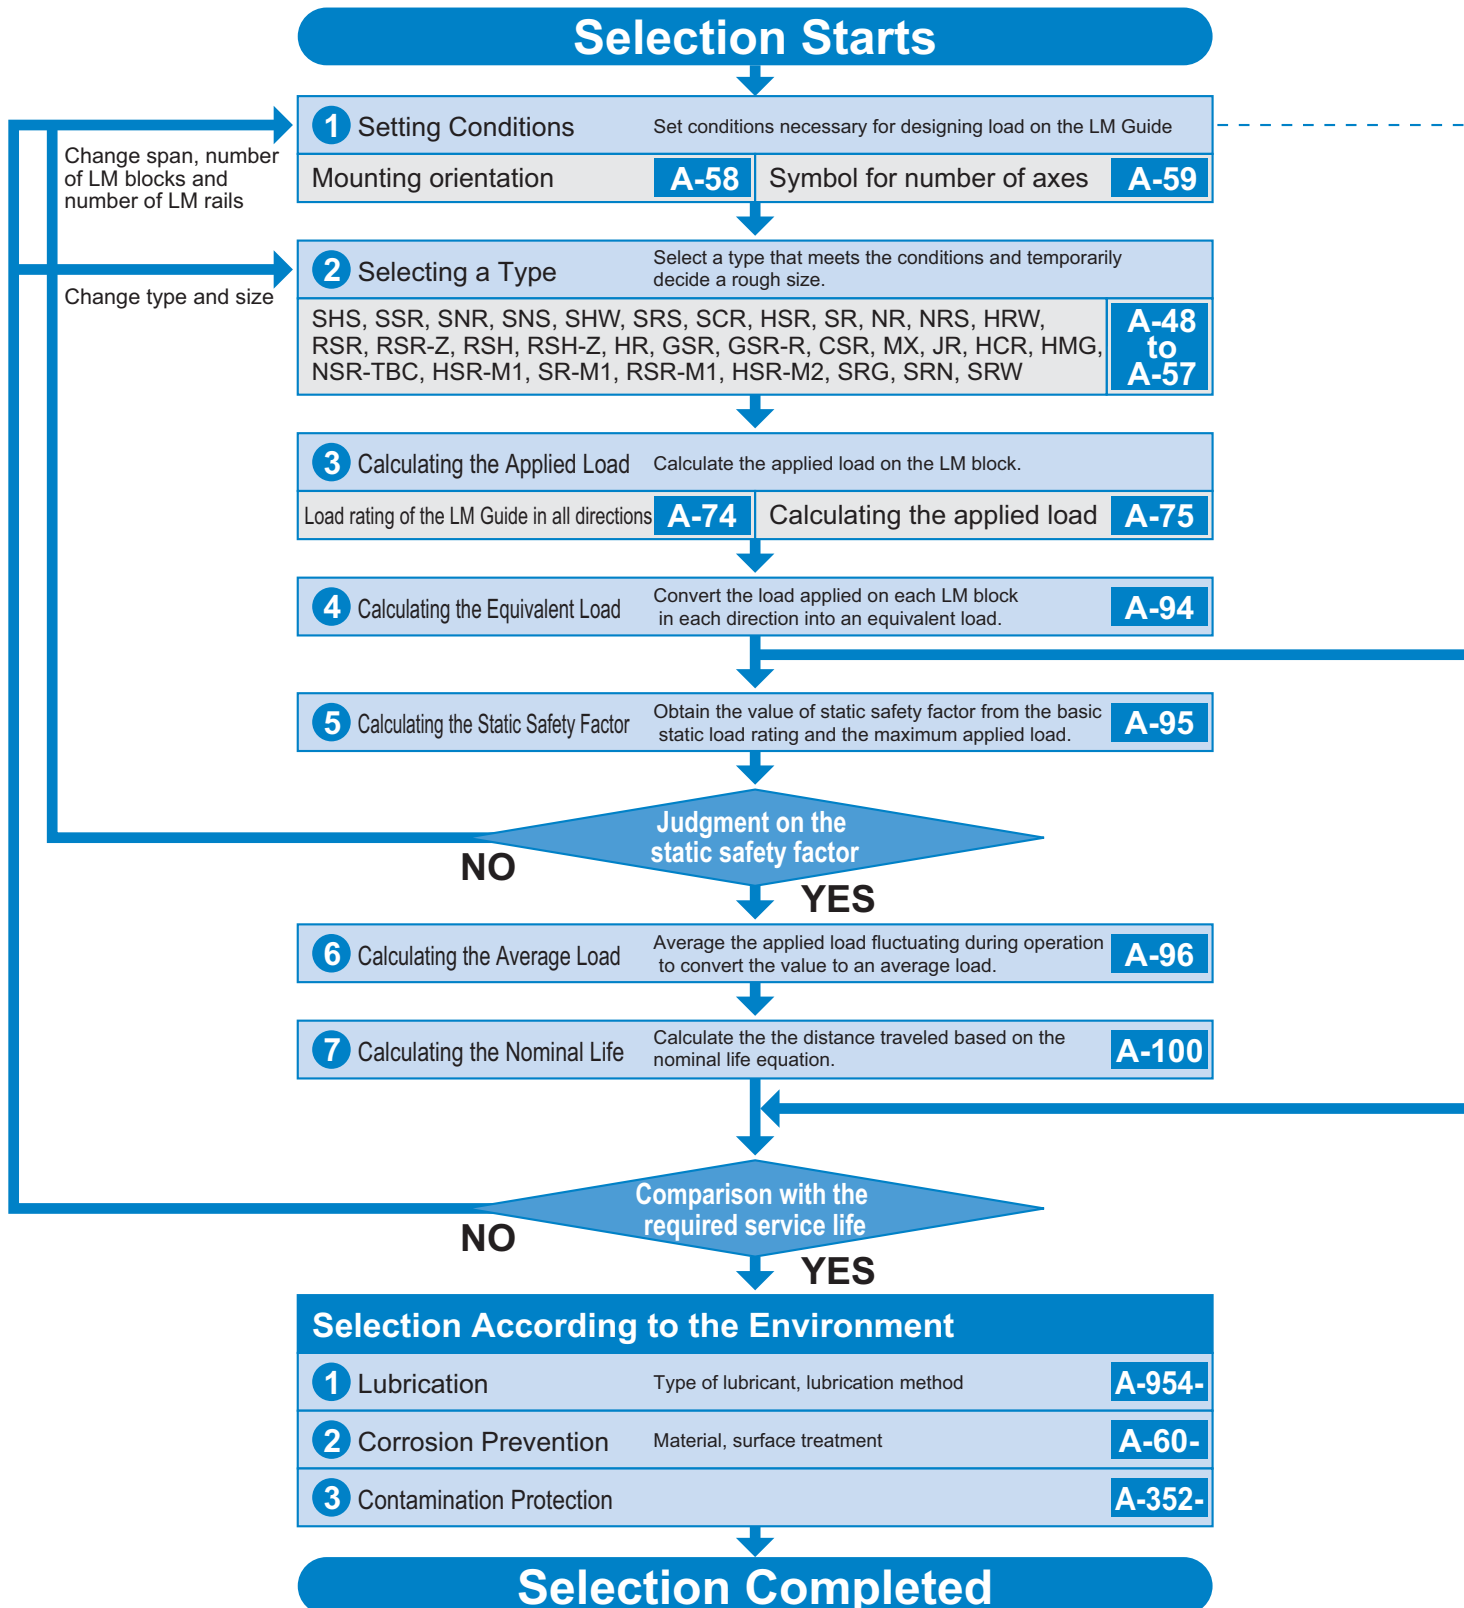 Selection Starts
1 Setting Conditions Set conditions necessary for designing load on the LM Guide
Change span, number
of LM blocks and
number of LM rails
Mounting orientation A-58 Symbol for number of axes A-59
2 Selecting a Type Select a type that meets the conditions and temporarily
decide a rough size.
Change type and size
SHS, SSR, SNR, SNS, SHW, SRS, SCR, HSR, SR, NR, NRS, HRW,
RSR, RSR-Z, RSH, RSH-Z, HR, GSR, GSR-R, CSR, MX, JR, HCR, HMG,
NSR-TBC, HSR-M1, SR-M1, RSR-M1, HSR-M2, SRG, SRN, SRW
A-48
to
A-57
3 Calculating the Applied Load Calculate the applied load on the LM block.
Load rating of the LM Guide in all directions A-74 Calculating the applied load A-75
4 Calculating the Equivalent Load Convert the load applied on each LM block
in each direction into an equivalent load.
A-94
5 Calculating the Static Safety Factor Obtain the value of static safety factor from the basic
static load rating and the maximum applied load.
A-95
Judgment on the
static safety factor
NO
YES
6 Calculating the Average Load Average the applied load fluctuating during operation
to convert the value to an average load.
A-96
7 Calculating the Nominal Life Calculate the the distance traveled based on the
nominal life equation.
A-100
Comparison with the
required service life
NO
YES
Selection According to the Environment
1 Lubrication Type of lubricant, lubrication method A-954-
2 Corrosion Prevention Material, surface treatment A-60-
3 Contamination Protection A-352-
Selection Completed